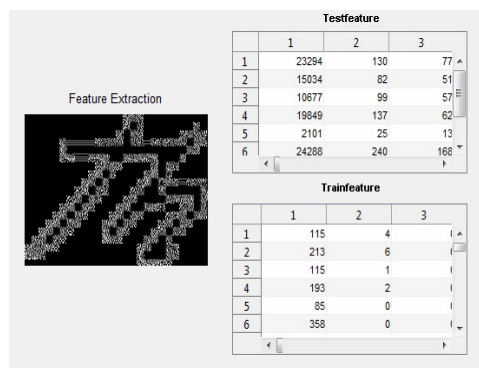 Testfeature
1 2 3
1 23294 130 77
2 15034 82 51
3 10677 99 57
4 19849 137 62
5 2101 25 13
6 24288 240 168
Feature Extraction
Trainfeature
1 2 3
1 115 4
2 213 6
3 115 1
4 193 2
5 85 0
6 358 0